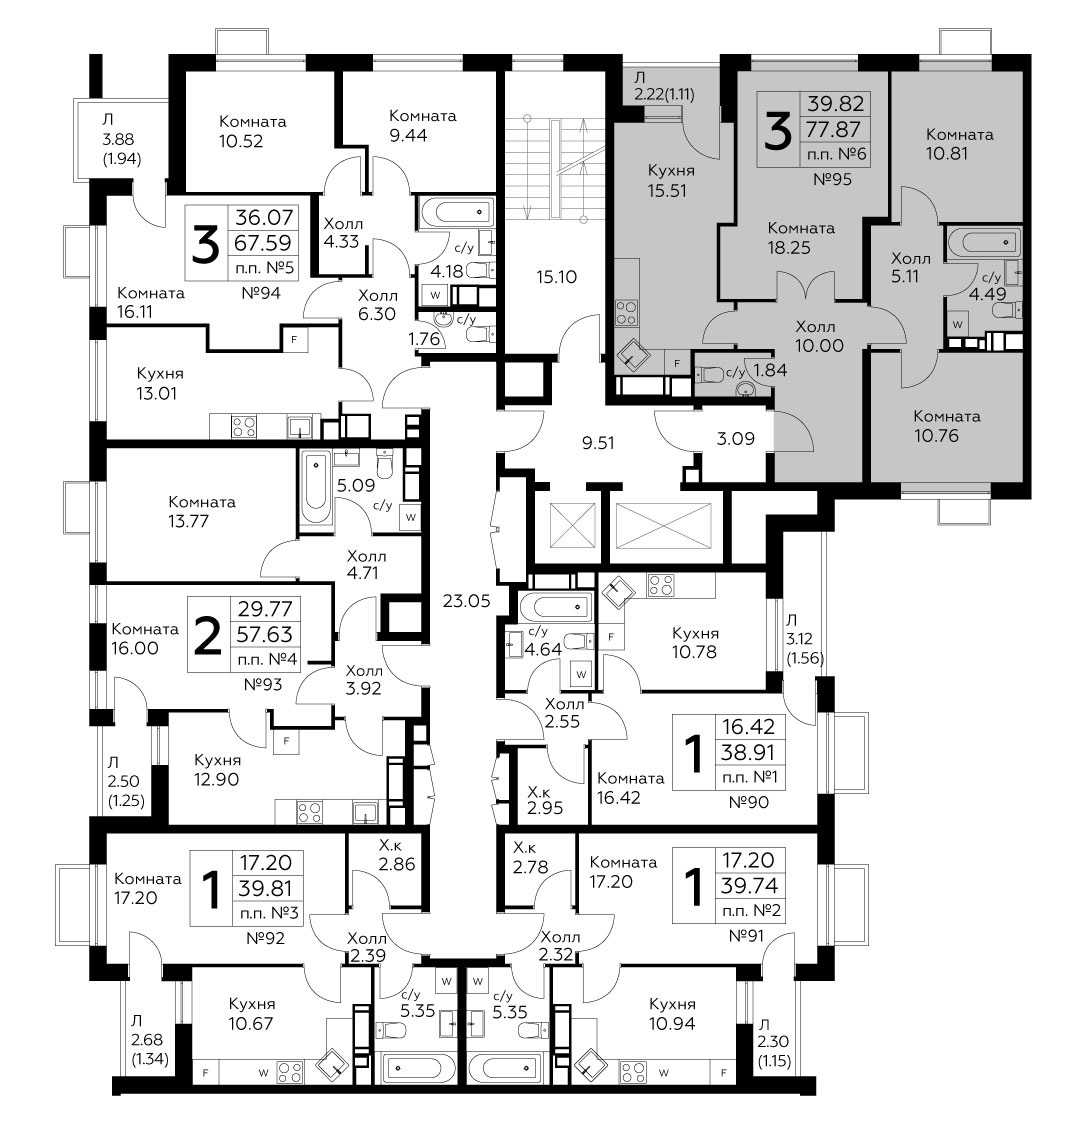 Л
3.88
(1.94)
Комната
10.52
Комната
9.44
3
36.07
67.59
п.п. №5
№94
Комната
16.11
Холл
4.33
с/у
4.18
W
Холл
6.30
с/у
1.76
F
Кухня
13.01
15.10
Л
2.22(1.11)
Кухня
15.51
F
3
39.82
77.87
п.п. №6
№95
Комната
18.25
Комната
10.81
Холл
5.11
с/у
4.49
W
Холл
10.00
с/у
1.84
Комната
10.76
9.51
3.09
Комната
13.77
5.09
с/у
W
Холл
4.71
23.05
2
29.77
57.63
п.п. №4
№93
Комната
16.00
Холл
3.92
Л
2.50
(1.25)
Кухня
12.90
F
с/у
4.64
W
F
Кухня
10.78
Л
3.12
(1.56)
Холл
2.55
1
16.42
38.91
п.п. №1
№90
Комната
16.42
Х.к
2.95
Комната
17.20
1
17.20
39.81
п.п. №3
№92
Х.к
2.86
Холл
2.39
Х.к
2.78
Комната
17.20
1
17.20
39.74
п.п. №2
№91
Холл
2.32
Л
2.68
(1.34)
Кухня
10.67
F
W
с/у
5.35
W
W
с/у
5.35
Кухня
10.94
W
F
Л
2.30
(1.15)